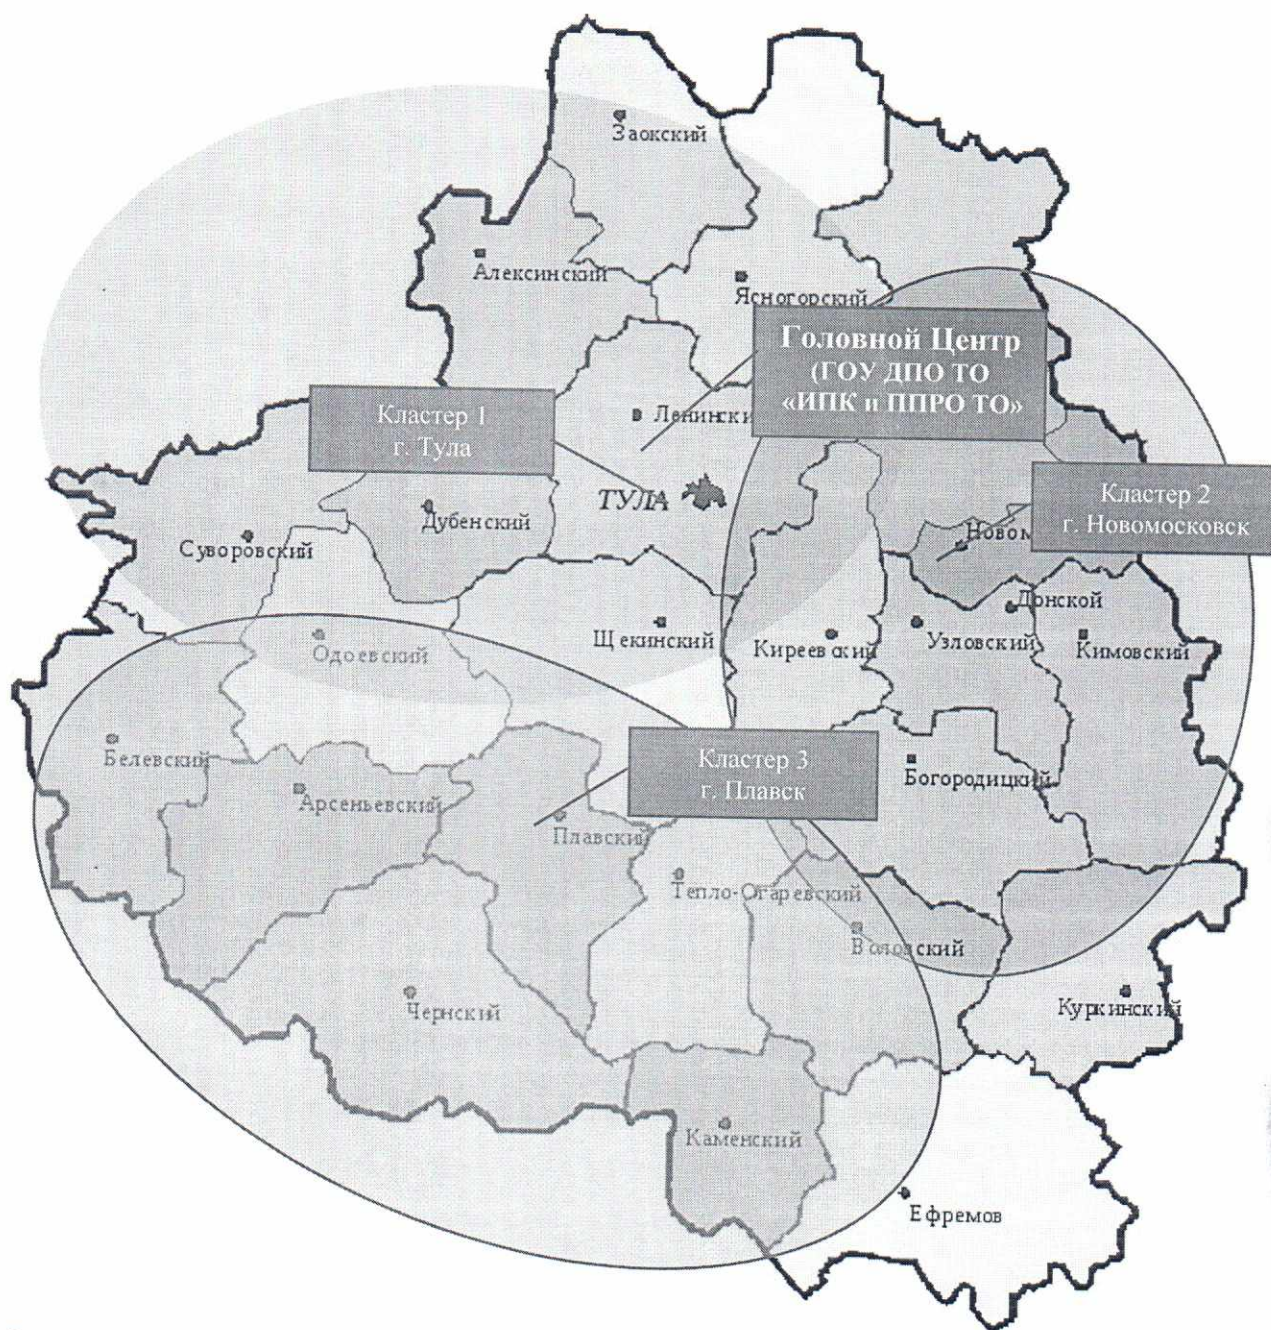 Заокский
Алексинский
Ясногорский
Головной Центр
(ГОУ ДПО ТО
«ИПК и ППРО ТО»
Кластер 1
г. Тула
Ленински
ТУЛА
Кластер 2
г. Новомосковск
Дубенский
Суворовский
Новом
Донской
Щекинский
Киреевский
Узловский
Кимовский
Одоевский
Белевский
Кластер 3
г. Плавск
Богородицкий
Арсеньевский
Плавский
Тепло-Огаревский
Воловский
Чернский
Куркинский
Каменский
Ефремов